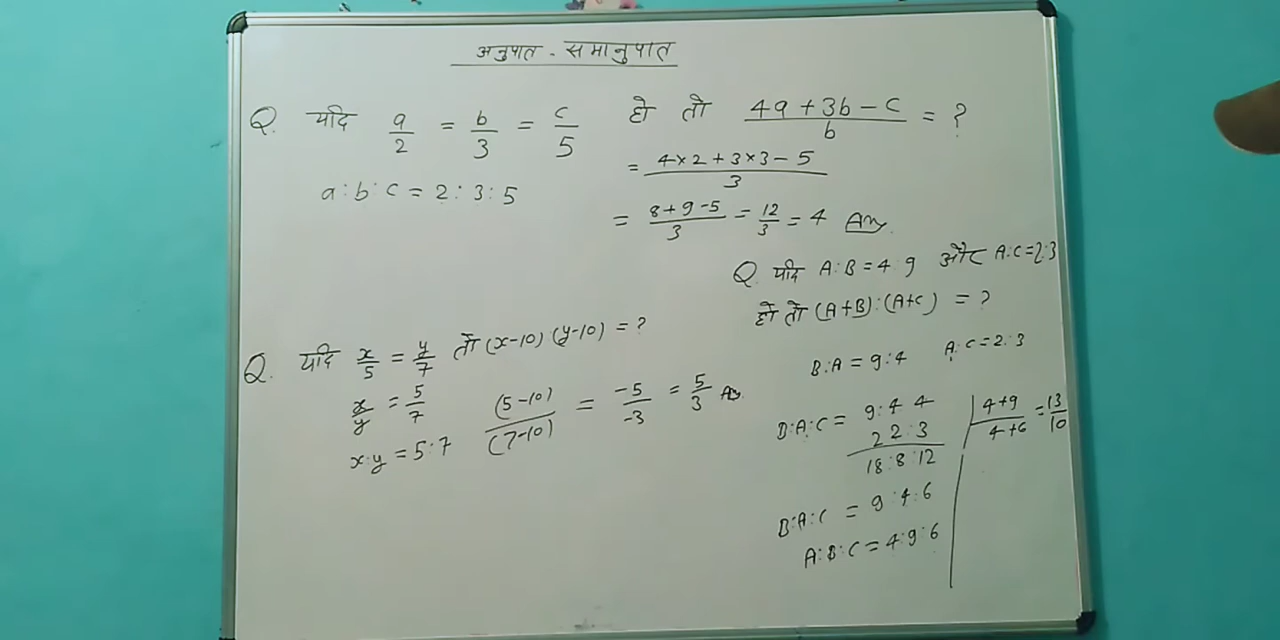 अनुपात - समानुपात
Q. यदि a/2 = b/3 = c/5 हो तो (4a + 3b - c)/b = ?
a : b : c = 2 : 3 : 5
= (4×2 + 3×3 - 5)/3
= (8+9-5)/3 = 12/3 = 4 Ans.
Q. यदि x/5 = y/7 तो (x-10) (y-10) = ?
x/y = 5/7
x:y = 5:7
(5-10)/(7-10) = -5/-3 = 5/3 Ans
Q. यदि A:B = 4 9 और A:C=2:3
हो तो (A+B):(A+C) = ?
B:A = 9:4 A:C=2:3
B:A:C = 9:4 4
2 2:3
18:8:12
B:A:C = 9:4:6
A:B:C = 4:9:6
(4+9)/(4+6) = 13/10